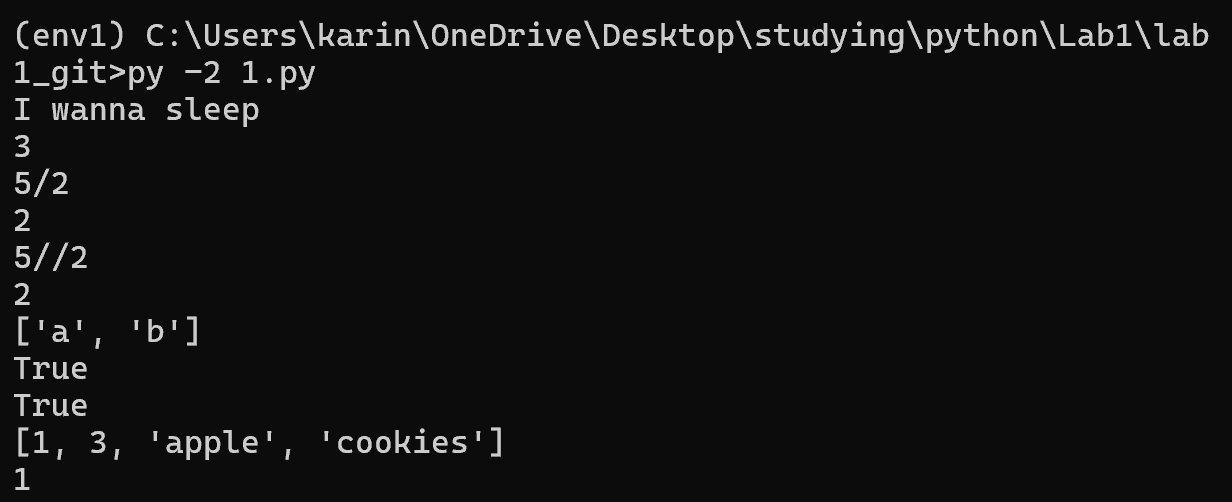 (env1) C:\Users\karin\OneDrive\Desktop\studying\python\Lab1\lab
1_git>py -2 1.py
I wanna sleep
3
5/2
2
5//2
2
['a', 'b']
True
True
[1, 3, 'apple', 'cookies']
1